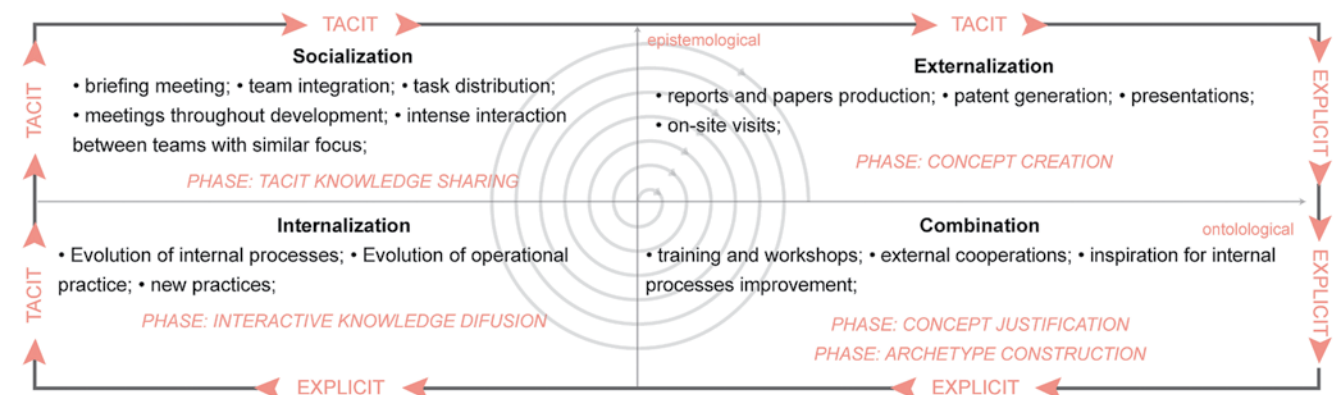 TACIT
TACIT
epistemological
Socialization
• briefing meeting; • team integration; • task distribution;
• meetings throughout development; • intense interaction
between teams with similar focus;
PHASE: TACIT KNOWLEDGE SHARING
TACIT
Externalization
• reports and papers production; • patent generation; • presentations;
• on-site visits;
PHASE: CONCEPT CREATION
EXPLICIT
Internalization
• Evolution of internal processes; • Evolution of operational
practice; • new practices;
PHASE: INTERACTIVE KNOWLEDGE DIFUSION
TACIT
Combination
ontolological
• training and workshops; • external cooperations; • inspiration for internal
processes improvement;
PHASE: CONCEPT JUSTIFICATION
PHASE: ARCHETYPE CONSTRUCTION
EXPLICIT
EXPLICIT
EXPLICIT